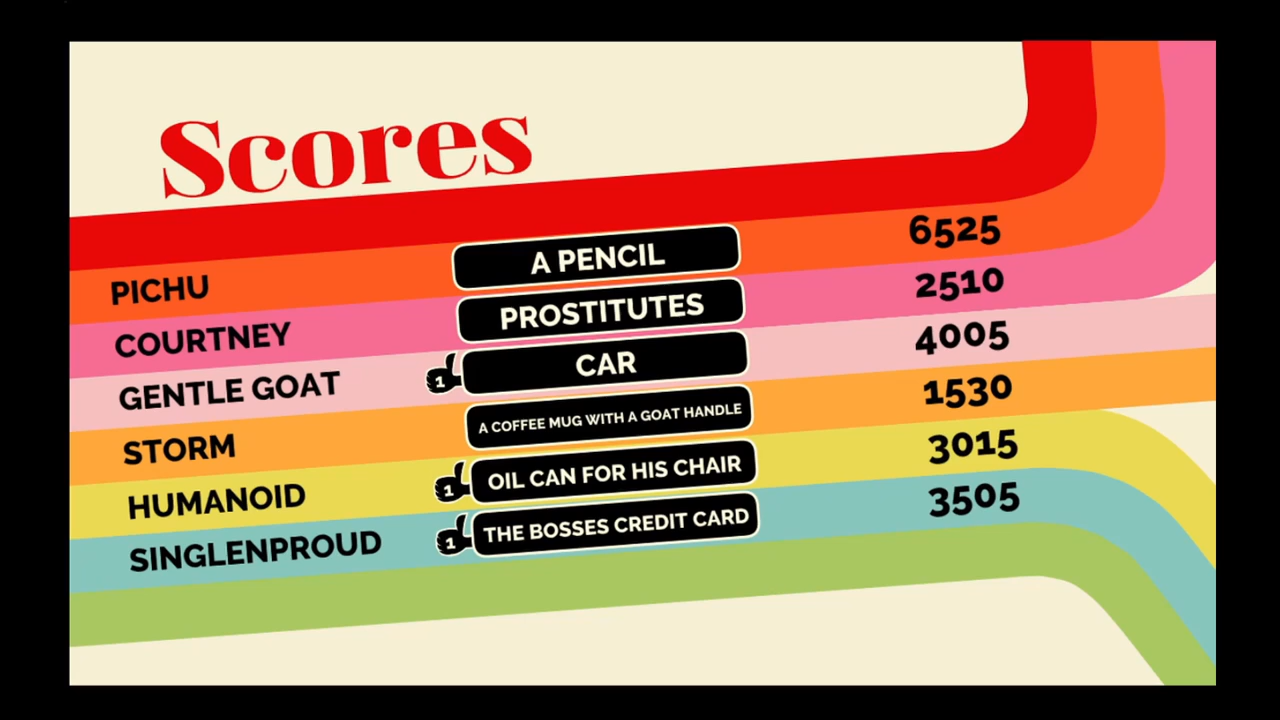 Scores
PICHU A PENCIL 6525
COURTNEY PROSTITUTES 2510
GENTLE GOAT 1 CAR 4005
STORM A COFFEE MUG WITH A GOAT HANDLE 1530
HUMANOID 1 OIL CAN FOR HIS CHAIR 3015
SINGLENPROUD 1 THE BOSSES CREDIT CARD 3505